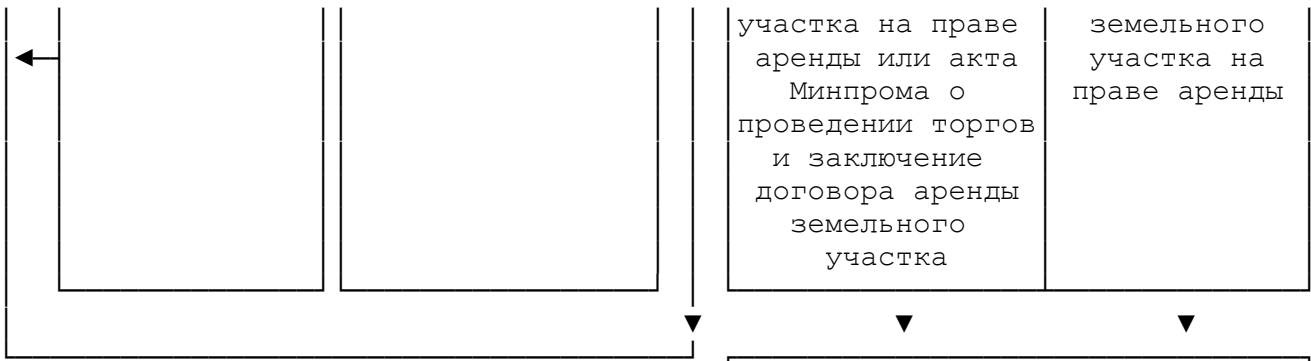 участка на праве
аренды или акта
Минпрома о
проведении торгов
и заключение
договора аренды
земельного
участка
земельного
участка на
праве аренды